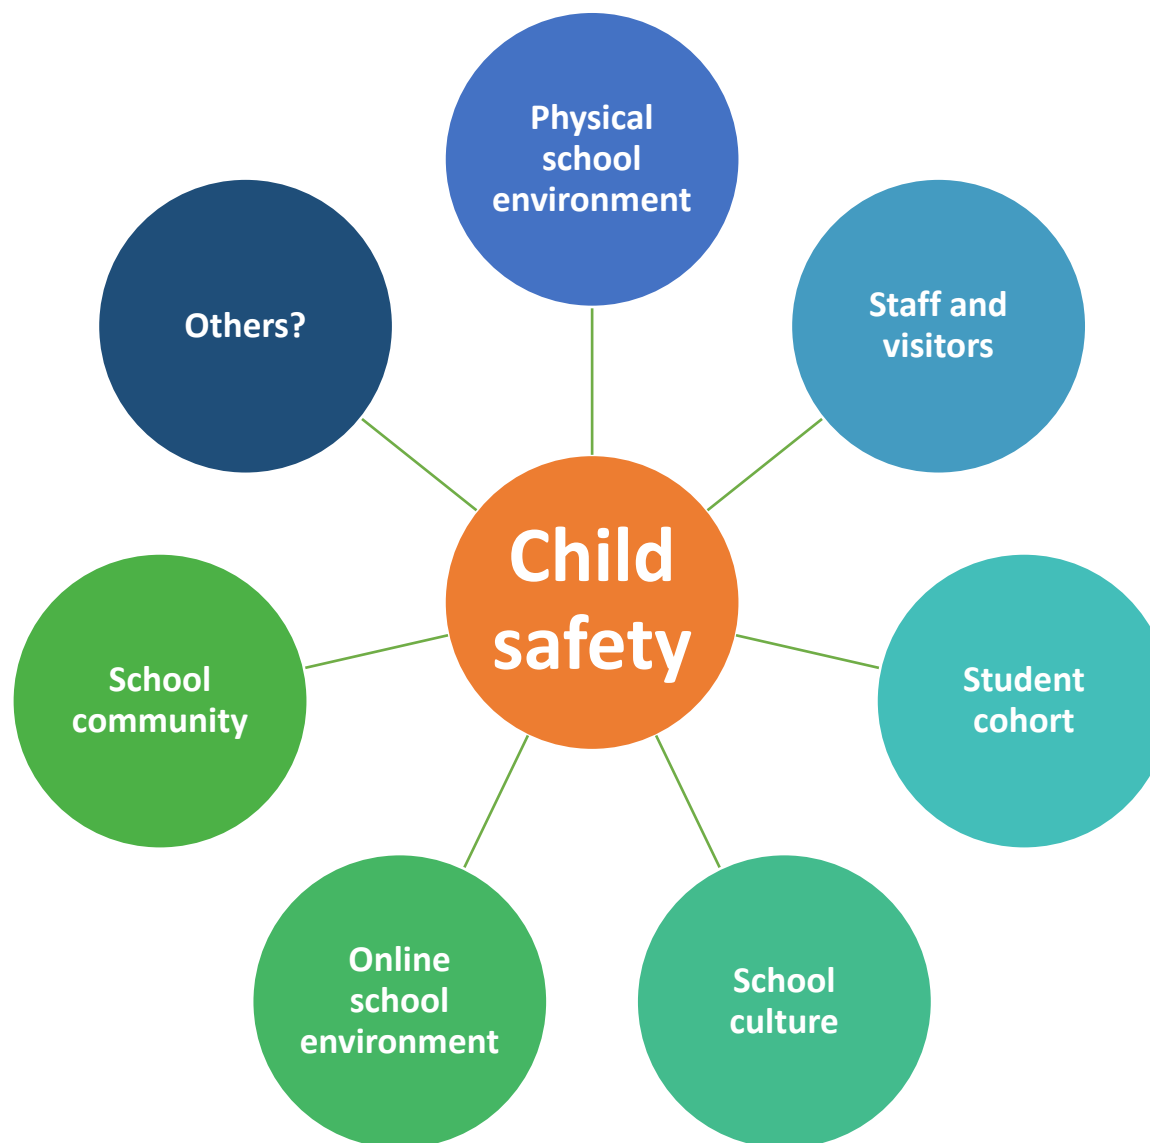 Physical
school
environment
Staff and
visitors
Others?
Child
safety
Student
cohort
School
community
School
culture
Online
school
environment